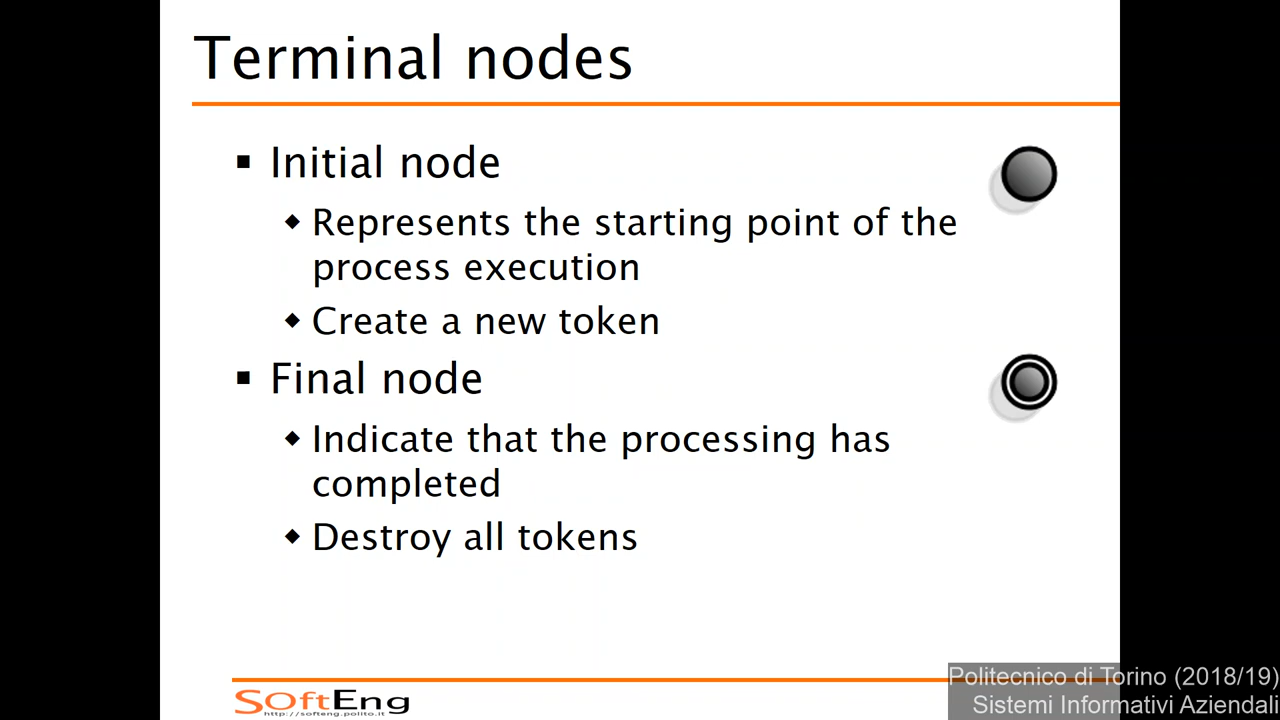 Terminal nodes
▪ Initial node
◆ Represents the starting point of the
process execution
◆ Create a new token
▪ Final node
◆ Indicate that the processing has
completed
◆ Destroy all tokens
SoftEng
http://softeng.polito.it
Politecnico di Torino (2018/19)
Sistemi Informativi Aziendali